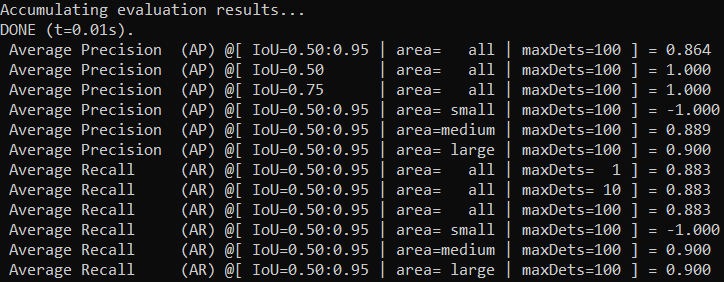 Accumulating evaluation results...
DONE (t=0.01s).
 Average Precision  (AP) @[ IoU=0.50:0.95 | area=   all | maxDets=100 ] = 0.864
 Average Precision  (AP) @[ IoU=0.50      | area=   all | maxDets=100 ] = 1.000
 Average Precision  (AP) @[ IoU=0.75      | area=   all | maxDets=100 ] = 1.000
 Average Precision  (AP) @[ IoU=0.50:0.95 | area= small | maxDets=100 ] = -1.000
 Average Precision  (AP) @[ IoU=0.50:0.95 | area=medium | maxDets=100 ] = 0.889
 Average Precision  (AP) @[ IoU=0.50:0.95 | area= large | maxDets=100 ] = 0.900
 Average Recall     (AR) @[ IoU=0.50:0.95 | area=   all | maxDets=  1 ] = 0.883
 Average Recall     (AR) @[ IoU=0.50:0.95 | area=   all | maxDets= 10 ] = 0.883
 Average Recall     (AR) @[ IoU=0.50:0.95 | area=   all | maxDets=100 ] = 0.883
 Average Recall     (AR) @[ IoU=0.50:0.95 | area= small | maxDets=100 ] = -1.000
 Average Recall     (AR) @[ IoU=0.50:0.95 | area=medium | maxDets=100 ] = 0.900
 Average Recall     (AR) @[ IoU=0.50:0.95 | area= large | maxDets=100 ] = 0.900